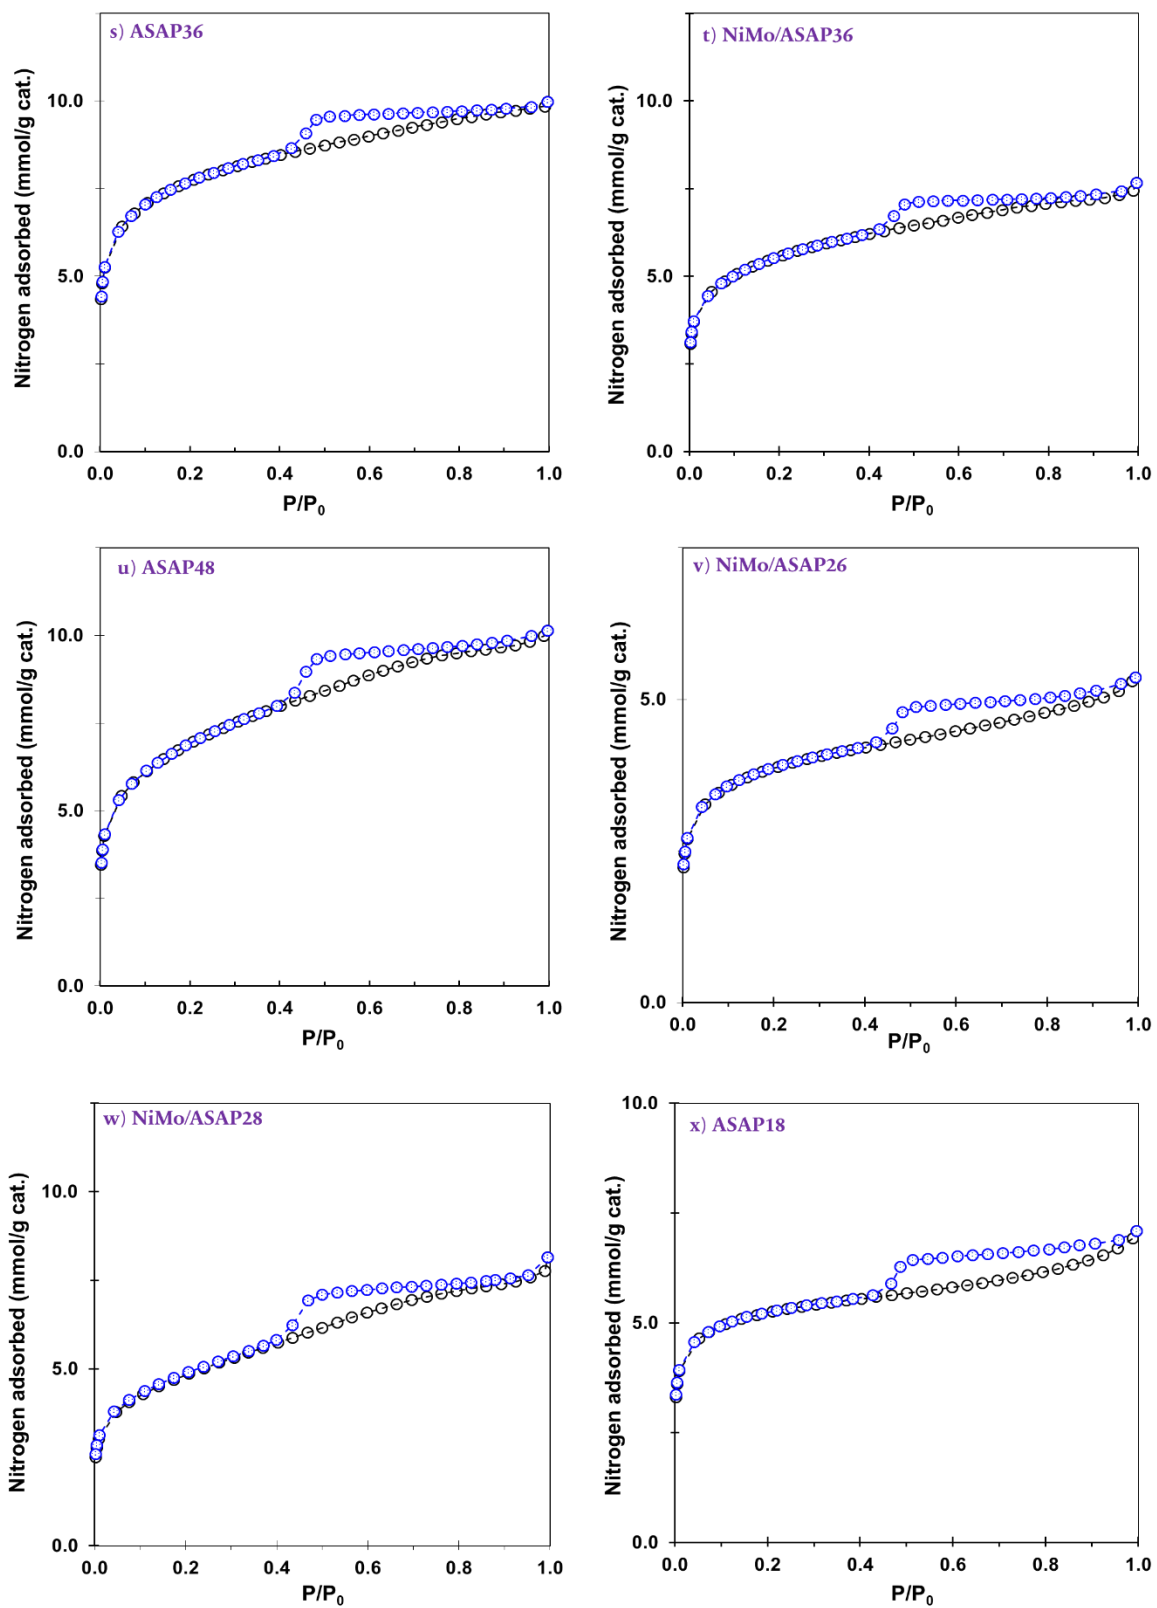 s) ASAP36
Nitrogen adsorbed (mmol/g cat.)
10.0
5.0
0.0
0.0 0.2 0.4 0.6 0.8 1.0
P/P₀
t) NiMo/ASAP36
Nitrogen adsorbed (mmol/g cat.)
10.0
5.0
0.0
0.0 0.2 0.4 0.6 0.8 1.0
P/P₀
u) ASAP48
Nitrogen adsorbed (mmol/g cat.)
10.0
5.0
0.0
0.0 0.2 0.4 0.6 0.8 1.0
P/P₀
v) NiMo/ASAP26
Nitrogen adsorbed (mmol/g cat.)
5.0
0.0
0.0 0.2 0.4 0.6 0.8 1.0
P/P₀
w) NiMo/ASAP28
Nitrogen adsorbed (mmol/g cat.)
10.0
5.0
0.0
0.0 0.2 0.4 0.6 0.8 1.0
P/P₀
x) ASAP18
Nitrogen adsorbed (mmol/g cat.)
10.0
5.0
0.0
0.0 0.2 0.4 0.6 0.8 1.0
P/P₀